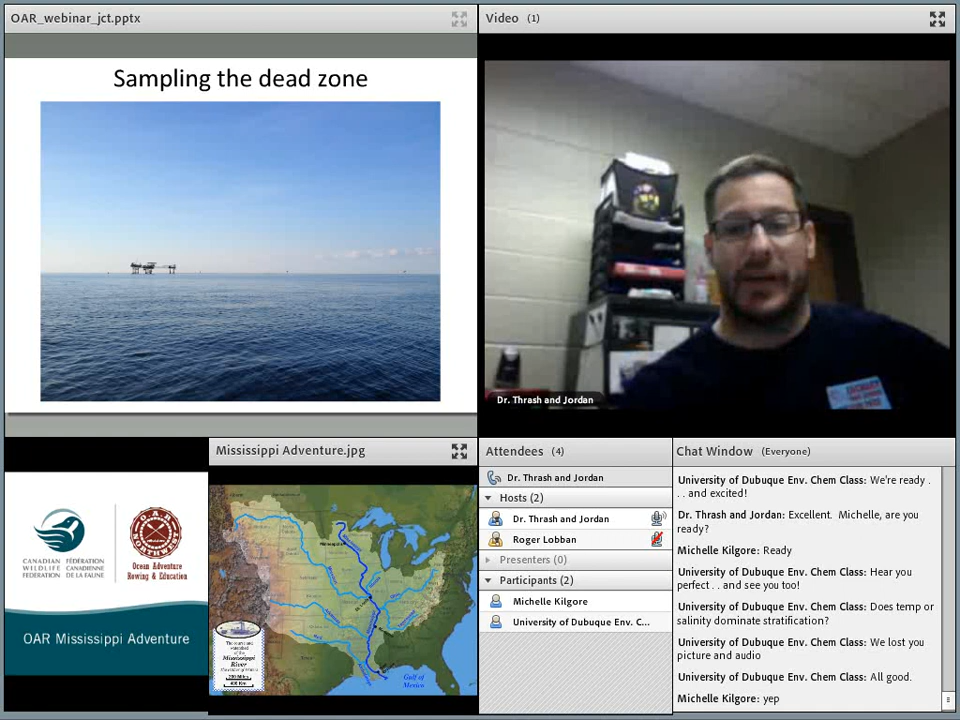 OAR_webinar_jct.pptx
Sampling the dead zone
Video (1)
Dr. Thrash and Jordan
CANADIAN FÉDÉRATION
WILDLIFE CANADIENNE
FEDERATION DE LA FAUNE
OAR
NORTHWEST
Ocean Adventure
Rowing & Education
OAR Mississippi Adventure
Mississippi Adventure.jpg
Mississippi
River
Gulf of
Mexico
Attendees (4)
Dr. Thrash and Jordan
Hosts (2)
Dr. Thrash and Jordan
Roger Lobban
Presenters (0)
Participants (2)
Michelle Kilgore
University of Dubuque Env. C...
Chat Window (Everyone)
University of Dubuque Env. Chem Class: We're ready .
. . and excited!
Dr. Thrash and Jordan: Excellent. Michelle, are you
ready?
Michelle Kilgore: Ready
University of Dubuque Env. Chem Class: Hear you
perfect . . and see you too!
University of Dubuque Env. Chem Class: Does temp or
salinity dominate stratification?
University of Dubuque Env. Chem Class: We lost you
picture and audio
University of Dubuque Env. Chem Class: All good.
Michelle Kilgore: yep